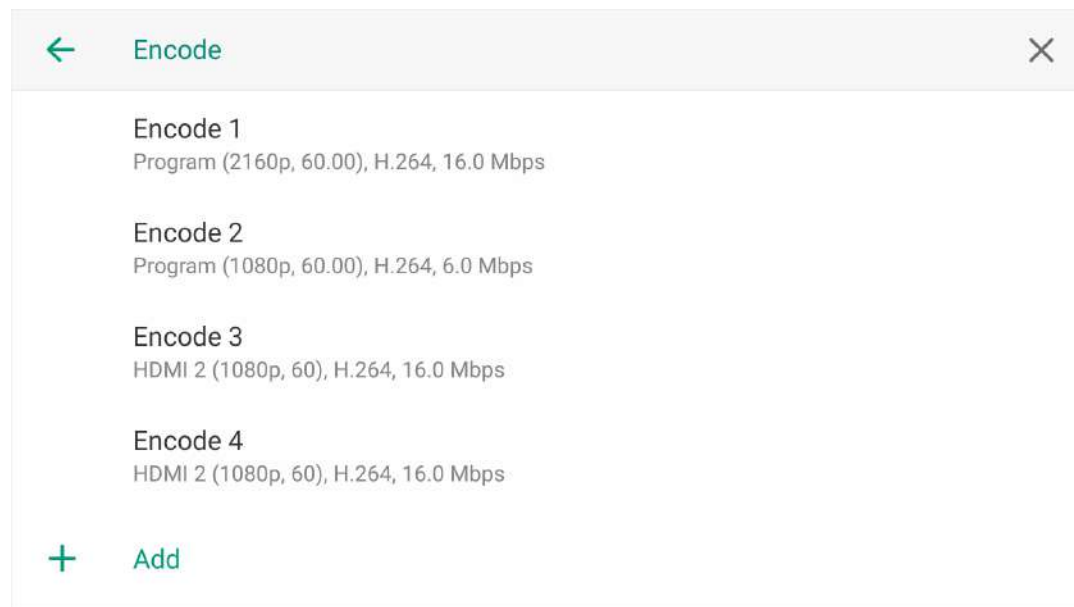 Encode
Encode 1
Program (2160p, 60.00), H.264, 16.0 Mbps
Encode 2
Program (1080p, 60.00), H.264, 6.0 Mbps
Encode 3
HDMI 2 (1080p, 60), H.264, 16.0 Mbps
Encode 4
HDMI 2 (1080p, 60), H.264, 16.0 Mbps
Add